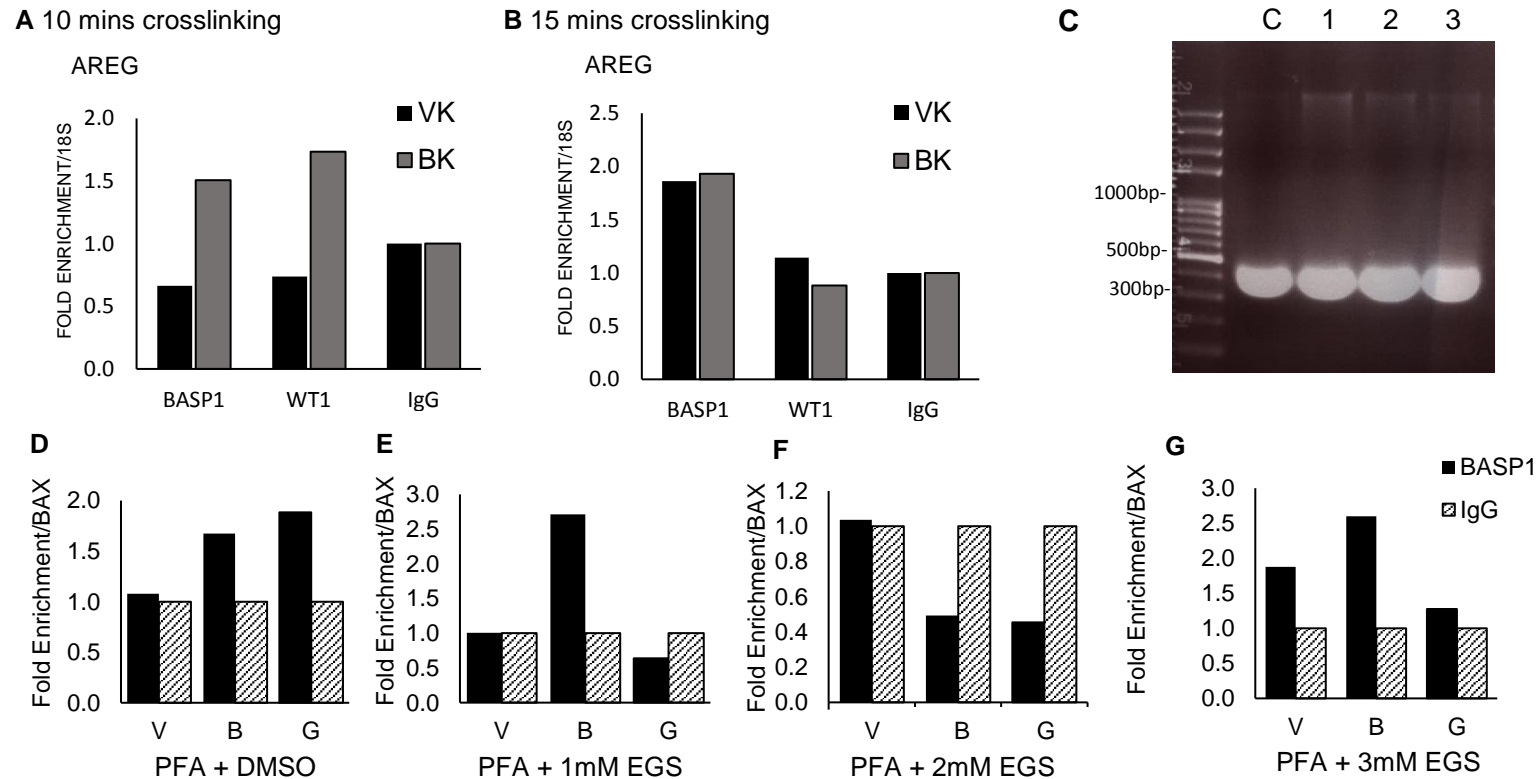 A 10 mins crosslinking
AREG
FOLD ENRICHMENT/18S
2.0
1.5
1.0
0.5
0.0
VK
BK
BASP1 WT1 IgG
B 15 mins crosslinking
AREG
FOLD ENRICHMENT/18S
2.5
2.0
1.5
1.0
0.5
0.0
VK
BK
BASP1 WT1 IgG
C
C 1 2 3
1000bp-
500bp-
300bp-
D
Fold Enrichment/BAX
2.0
1.5
1.0
0.5
0.0
V B G
PFA + DMSO
E
Fold Enrichment/BAX
3.0
2.5
2.0
1.5
1.0
0.5
0.0
V B G
PFA + 1mM EGS
F
Fold Enrichment/BAX
1.2
1.0
0.8
0.6
0.4
0.2
0.0
V B G
PFA + 2mM EGS
G
Fold Enrichment/BAX
3.0
2.5
2.0
1.5
1.0
0.5
0.0
BASP1
IgG
V B G
PFA + 3mM EGS